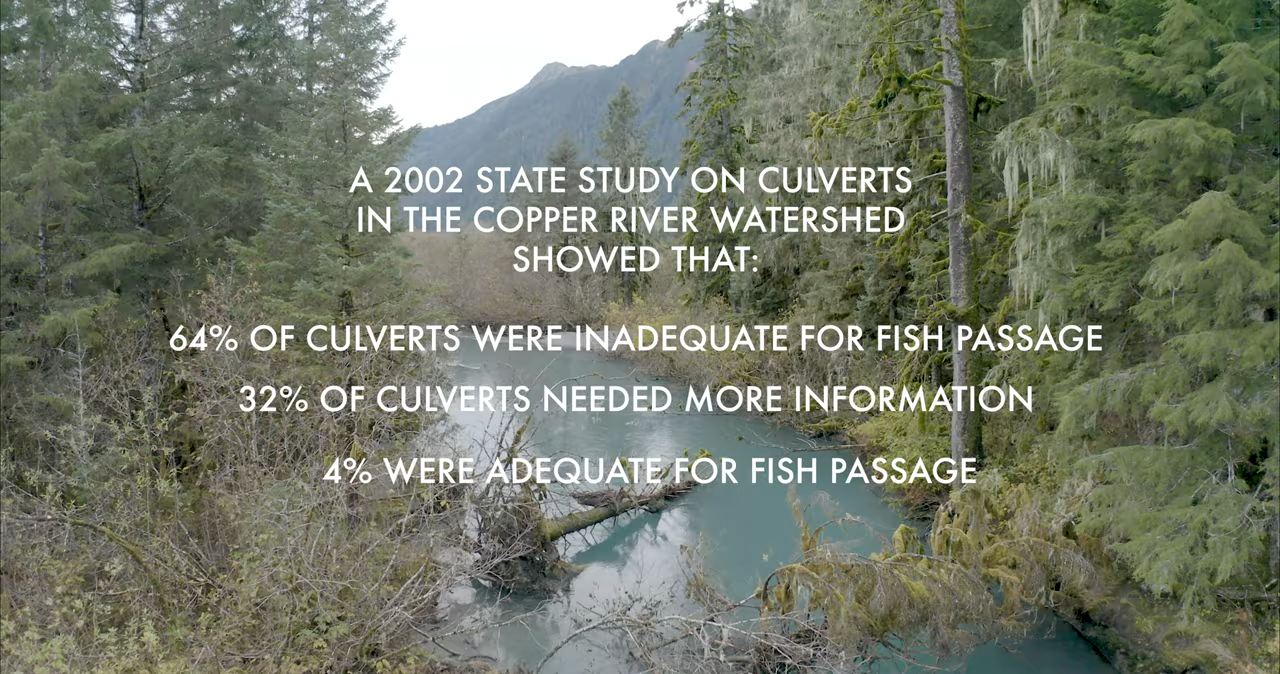 A 2002 STATE STUDY ON CULVERTS
IN THE COPPER RIVER WATERSHED
SHOWED THAT:
64% OF CULVERTS WERE INADEQUATE FOR FISH PASSAGE
32% OF CULVERTS NEEDED MORE INFORMATION
4% WERE ADEQUATE FOR FISH PASSAGE